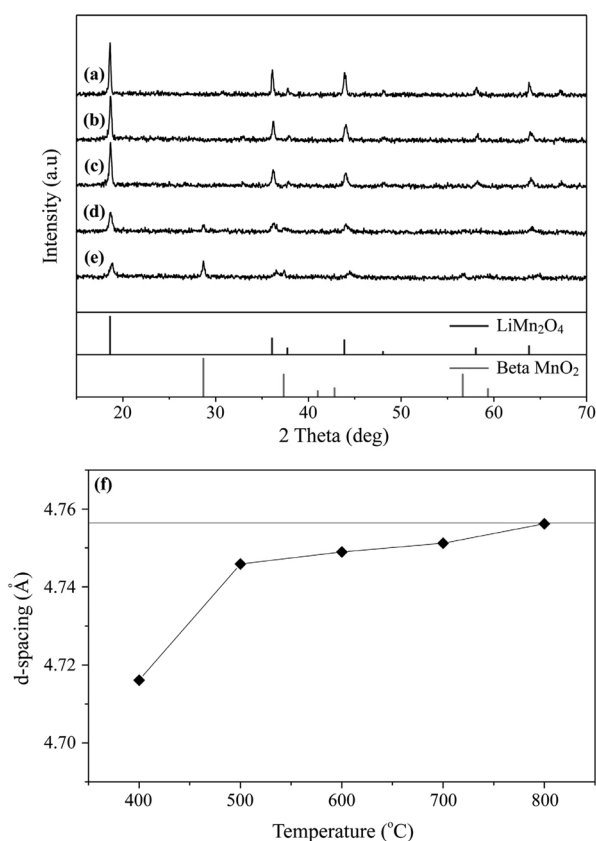 Intensity (a.u)
(a)
(b)
(c)
(d)
(e)
LiMn₂O₄
Beta MnO₂
20 30 40 50 60 70
2 Theta (deg)
(f)
d-spacing (Å)
4.76
4.74
4.72
4.70
400 500 600 700 800
Temperature (°C)